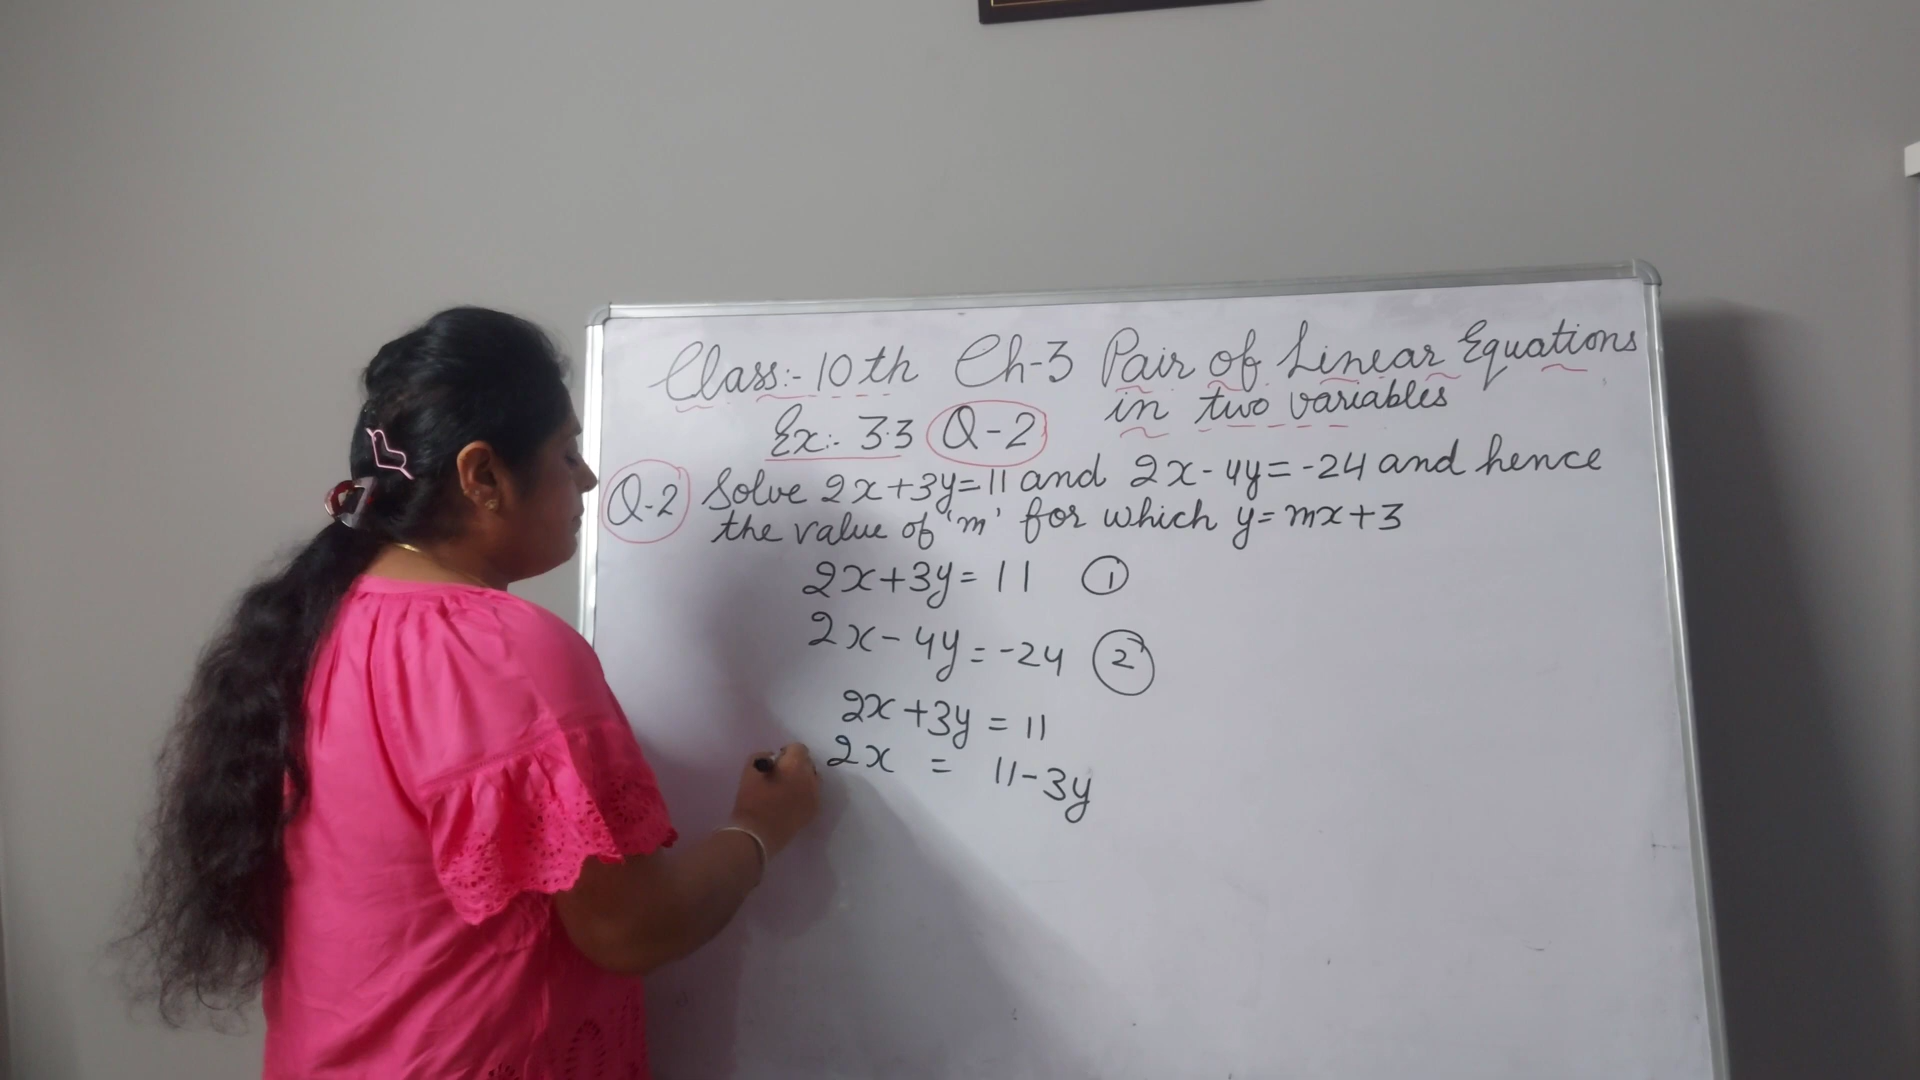 Class:- 10th Ch-3 Pair of Linear Equations
in two variables
Ex:- 3.3 Q-2
Q-2 Solve 2x+3y=11 and 2x-4y=-24 and hence
the value of 'm' for which y=mx+3
2x+3y=11 ①
2x-4y=-24 ②
2x+3y=11
2x = 11-3y